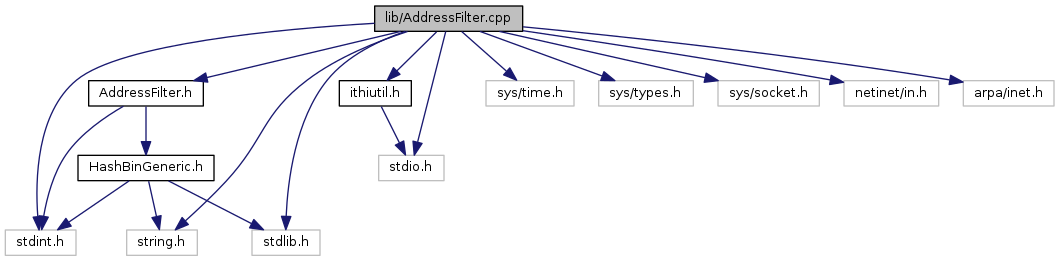 lib/AddressFilter.cpp
AddressFilter.h
ithiutil.h
sys/time.h
sys/types.h
sys/socket.h
netinet/in.h
arpa/inet.h
HashBinGeneric.h
stdio.h
stdint.h
string.h
stdlib.h